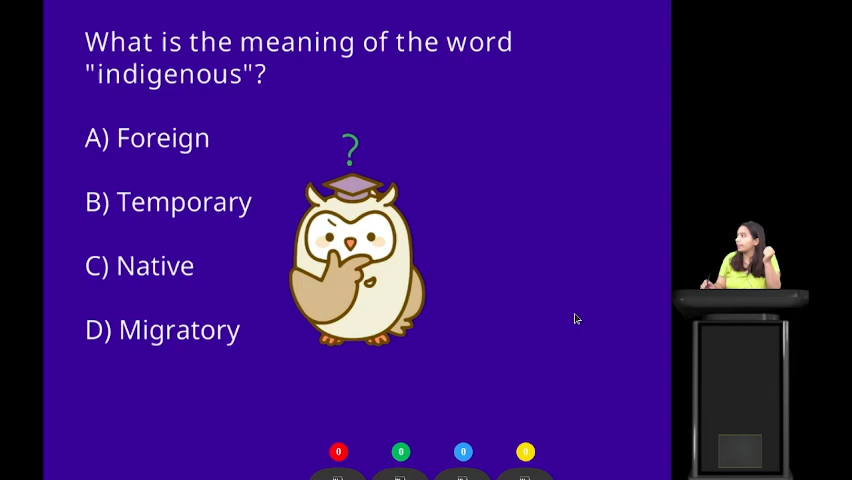 What is the meaning of the word
"indigenous"?
A) Foreign
?
B) Temporary
C) Native
D) Migratory
0 0 0 0